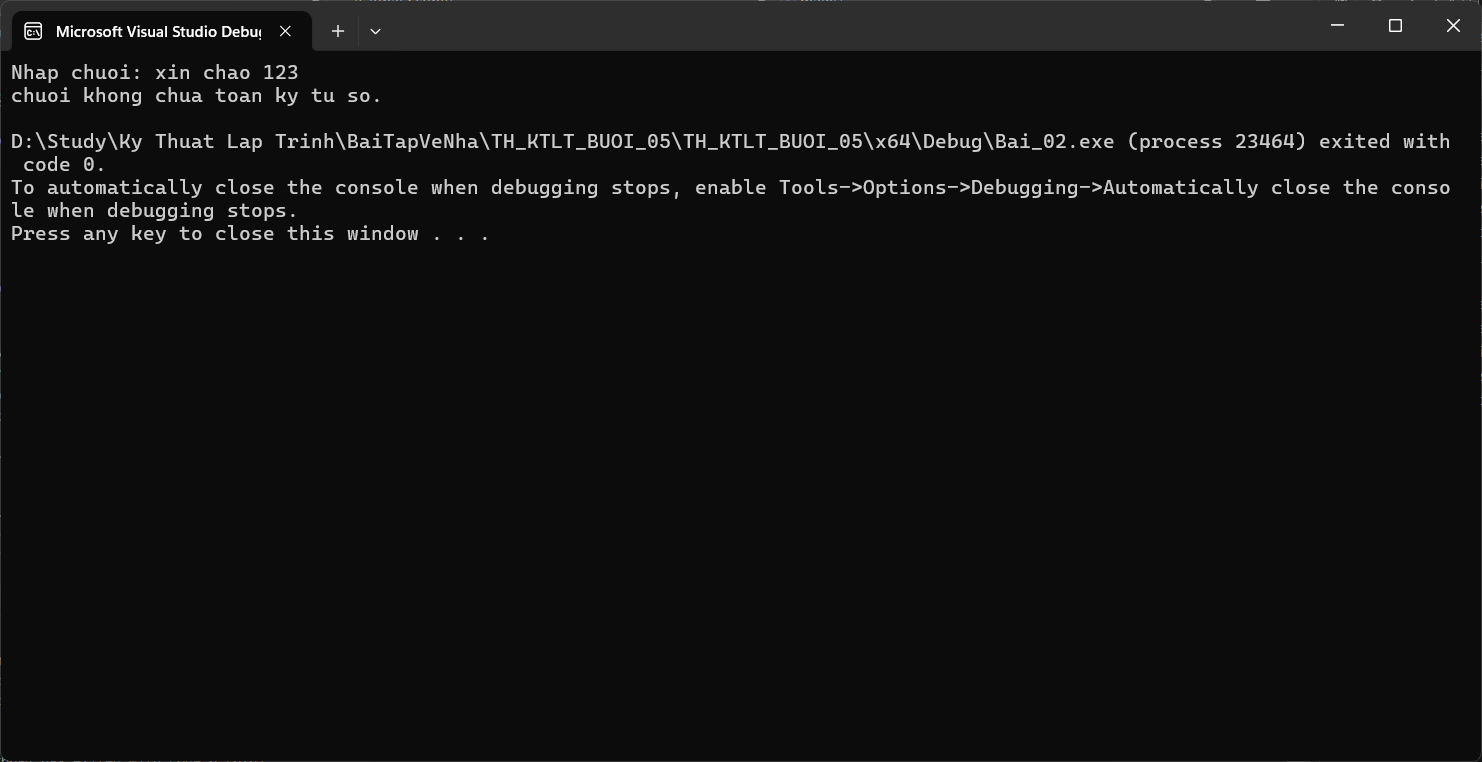 Microsoft Visual Studio Debu
Nhap chuoi: xin chao 123
chuoi khong chua toan ky tu so.
D:\Study\Ky Thuat Lap Trinh\BaiTapVeNha\TH_KTLT_BUOI_05\TH_KTLT_BUOI_05\x64\Debug\Bai_02.exe (process 23464) exited with
code 0.
To automatically close the console when debugging stops, enable Tools->Options->Debugging->Automatically close the conso
le when debugging stops.
Press any key to close this window . . .